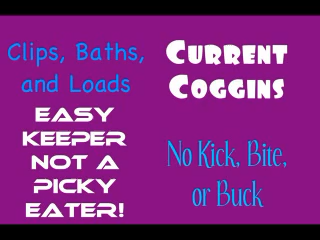 Clips, Baths,
and Loads
EASY
KEEPER
NOT A
PICKY
EATER!
CURRENT
COGGINS
No Kick, Bite,
or Buck